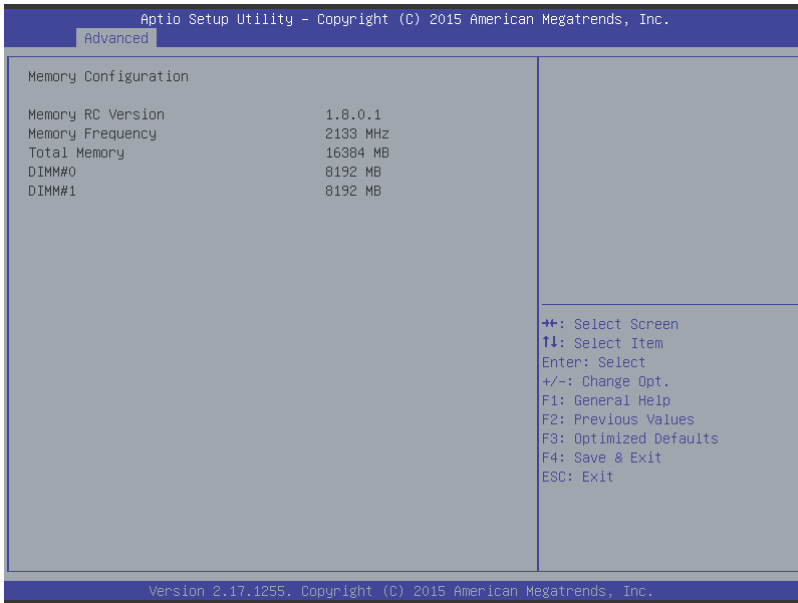 Aptio Setup Utility – Copyright (C) 2015 American Megatrends, Inc.
Advanced
Memory Configuration
Memory RC Version 1.8.0.1
Memory Frequency 2133 MHz
Total Memory 16384 MB
DIMM#0 8192 MB
DIMM#1 8192 MB
→←: Select Screen
↑↓: Select Item
Enter: Select
+/-: Change Opt.
F1: General Help
F2: Previous Values
F3: Optimized Defaults
F4: Save & Exit
ESC: Exit
Version 2.17.1255. Copyright (C) 2015 American Megatrends, Inc.